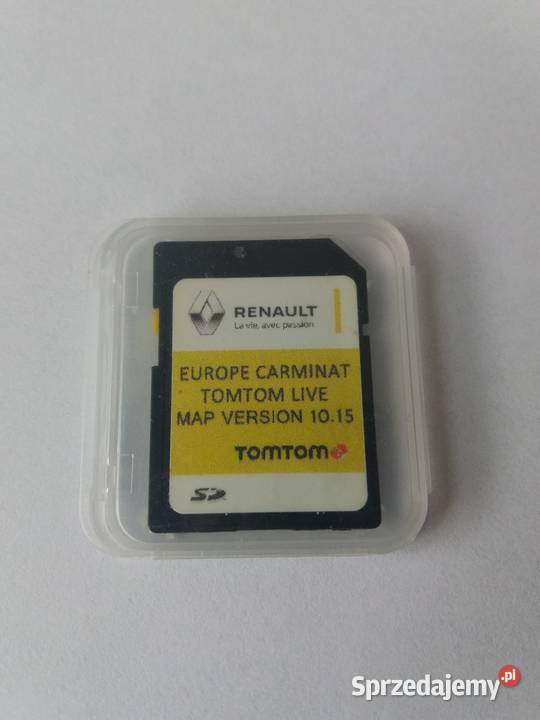 RENAULT
La vie, avec passion
EUROPE CARMINAT
TOMTOM LIVE
MAP VERSION 10.15
TOMTOM
SD
Sprzedajemy.pl